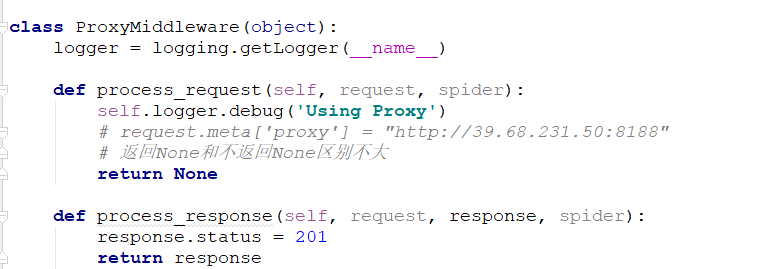 class ProxyMiddleware(object):
    logger = logging.getLogger(__name__)

    def process_request(self, request, spider):
        self.logger.debug('Using Proxy')
        # request.meta['proxy'] = "http://39.68.231.50:8188"
        # 返回None和不返回None区别不大
        return None

    def process_response(self, request, response, spider):
        response.status = 201
        return response